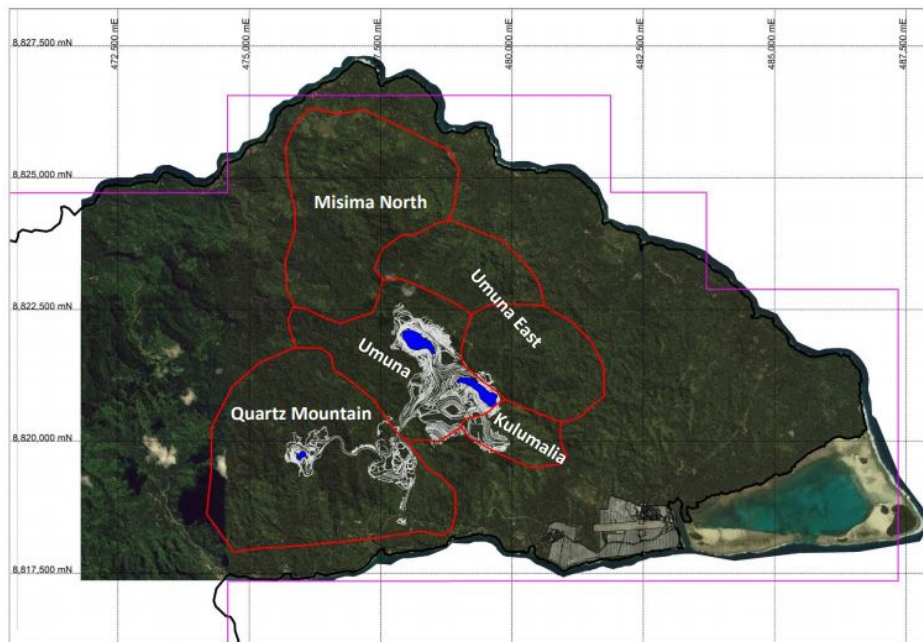 472,500 mE
475,000 mE
477,500 mE
480,000 mE
482,500 mE
485,000 mE
487,500 mE
8,827,500 mN
8,825,000 mN
8,822,500 mN
8,820,000 mN
8,817,500 mN
Misima North
Umuna East
Umuna
Quartz Mountain
Kulumalia